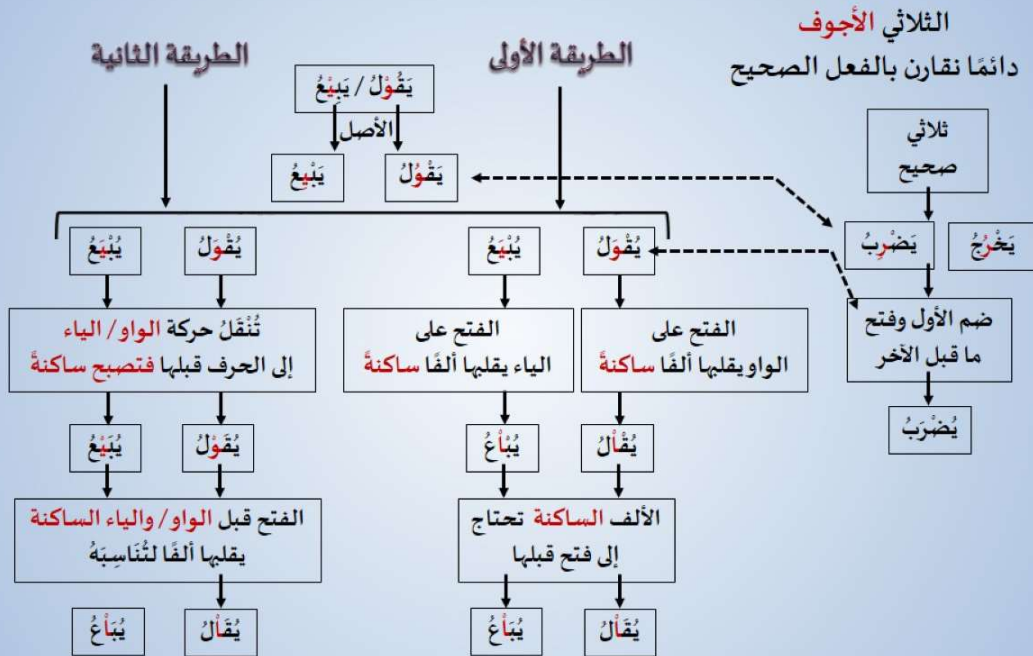 الثلاثي الأجوف
دائمًا نقارن بالفعل الصحيح
الطريقة الأولى
الطريقة الثانية
يَقُوْلُ / يَبِيْعُ
الأصل
يَقْوُلُ
يَبْيِعُ
ثلاثي
صحيح
يَخْرُجُ
يَضْرِبُ
ضم الأول وفتح
ما قبل الآخر
يُضْرَبُ
يُقْوَلُ
يُبْيَعُ
الفتح على
الواو يقلبها ألفًا ساكنةً
الفتح على
الياء يقلبها ألفًا ساكنةً
يُقْاْلُ
يُبْاْعُ
الألف الساكنة تحتاج
إلى فتح قبلها
يُقَاْلُ
يُبَاْعُ
يُقْوَلُ
يُبْيَعُ
تُنْقَلُ حركة الواو/ الياء
إلى الحرف قبلها فتصبح ساكنةً
يُقَوْلُ
يُبَيْعُ
الفتح قبل الواو/ والياء الساكنة
يقلبها ألفًا لتُنَاسِبَهُ
يُقَاْلُ
يُبَاْعُ